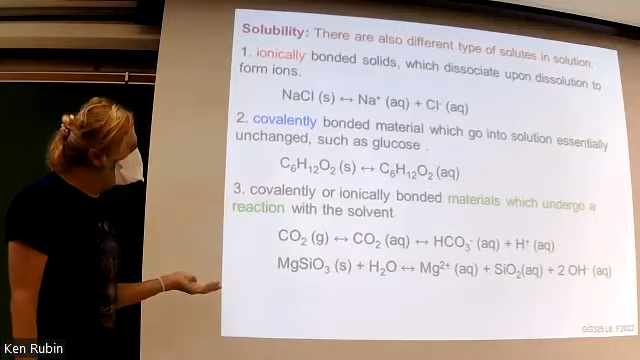 Solubility: There are also different type of solutes in solution:
1. ionically bonded solids, which dissociate upon dissolution to
form ions.
NaCl (s) ↔ Na⁺ (aq) + Cl⁻ (aq)
2. covalently bonded material which go into solution essentially
unchanged, such as glucose .
C₆H₁₂O₂ (s) ↔ C₆H₁₂O₂ (aq)
3. covalently or ionically bonded materials which undergo a
reaction with the solvent
CO₂ (g) ↔ CO₂ (aq) ↔ HCO₃⁻ (aq) + H⁺ (aq)
MgSiO₃ (s) + H₂O ↔ Mg²⁺ (aq) + SiO₂(aq) + 2 OH⁻ (aq)
GG325 L6, F2022
Ken Rubin